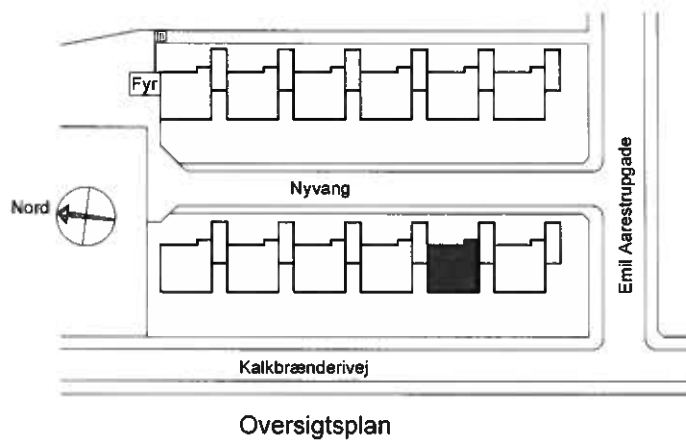 m
Fyr
Nyvang
Nord
Emil Aarestrupgade
Kalkbrænderivej
Oversigtsplan